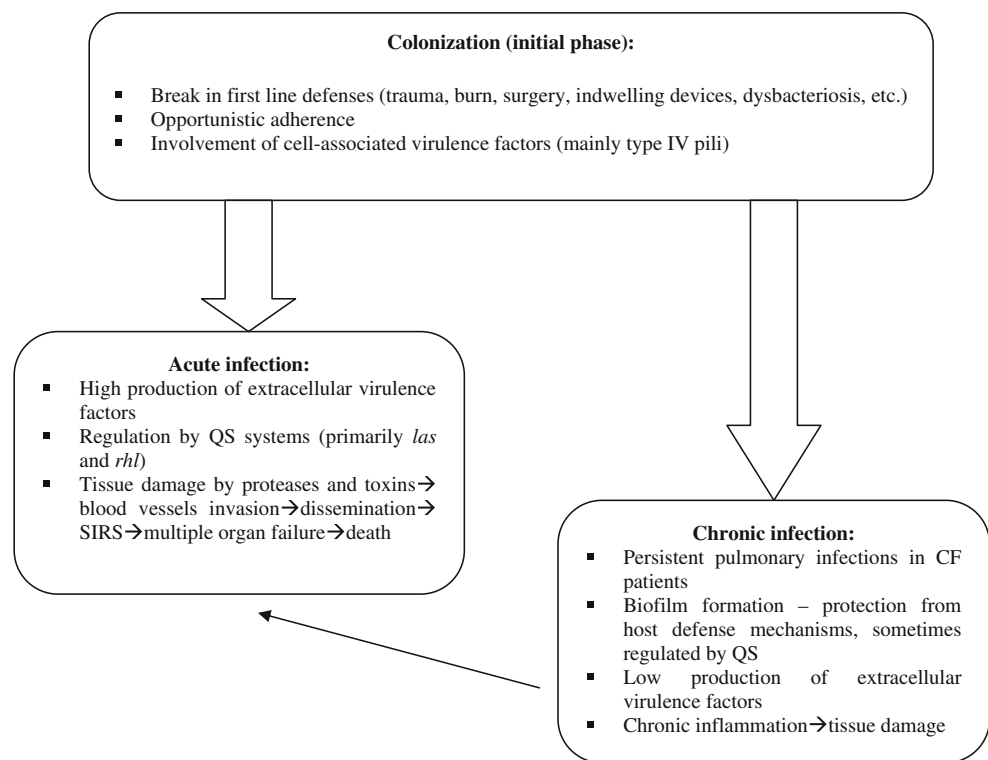 Colonization (initial phase):
▪ Break in first line defenses (trauma, burn, surgery, indwelling devices, dysbacteriosis, etc.)
▪ Opportunistic adherence
▪ Involvement of cell-associated virulence factors (mainly type IV pili)
Acute infection:
▪ High production of extracellular virulence
factors
▪ Regulation by QS systems (primarily las
and rhl)
▪ Tissue damage by proteases and toxins→
blood vessels invasion→dissemination→
SIRS→multiple organ failure→death
Chronic infection:
▪ Persistent pulmonary infections in CF
patients
▪ Biofilm formation – protection from
host defense mechanisms, sometimes
regulated by QS
▪ Low production of extracellular
virulence factors
▪ Chronic inflammation→tissue damage